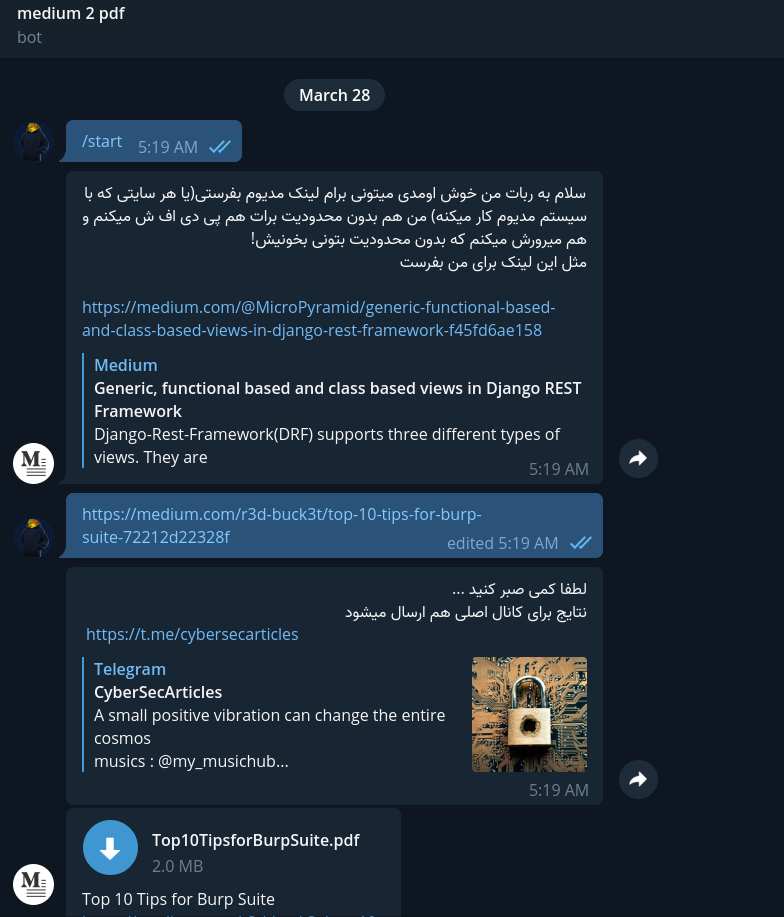 medium 2 pdf
bot
March 28
/start 5:19 AM
سلام به ربات من خوش اومدی میتونی برام لینک مدیوم بفرستی(یا هر سایتی که با
سیستم مدیوم کار میکنه) من هم بدون محدودیت برات هم پی دی اف ش میکنم و
هم میرورش میکنم که بدون محدودیت بتونی بخونیش!
مثل این لینک برای من بفرست
https://medium.com/@MicroPyramid/generic-functional-based-
and-class-based-views-in-django-rest-framework-f45fd6ae158
Medium
Generic, functional based and class based views in Django REST
Framework
Django-Rest-Framework(DRF) supports three different types of
views. They are
5:19 AM
M
https://medium.com/r3d-buck3t/top-10-tips-for-burp-
suite-72212d22328f
edited 5:19 AM
لطفا کمی صبر کنید ...
نتایج برای کانال اصلی هم ارسال میشود
https://t.me/cybersecarticles
Telegram
CyberSecArticles
A small positive vibration can change the entire
cosmos
musics : @my_musichub...
5:19 AM
Top10TipsforBurpSuite.pdf
2.0 MB
M
Top 10 Tips for Burp Suite